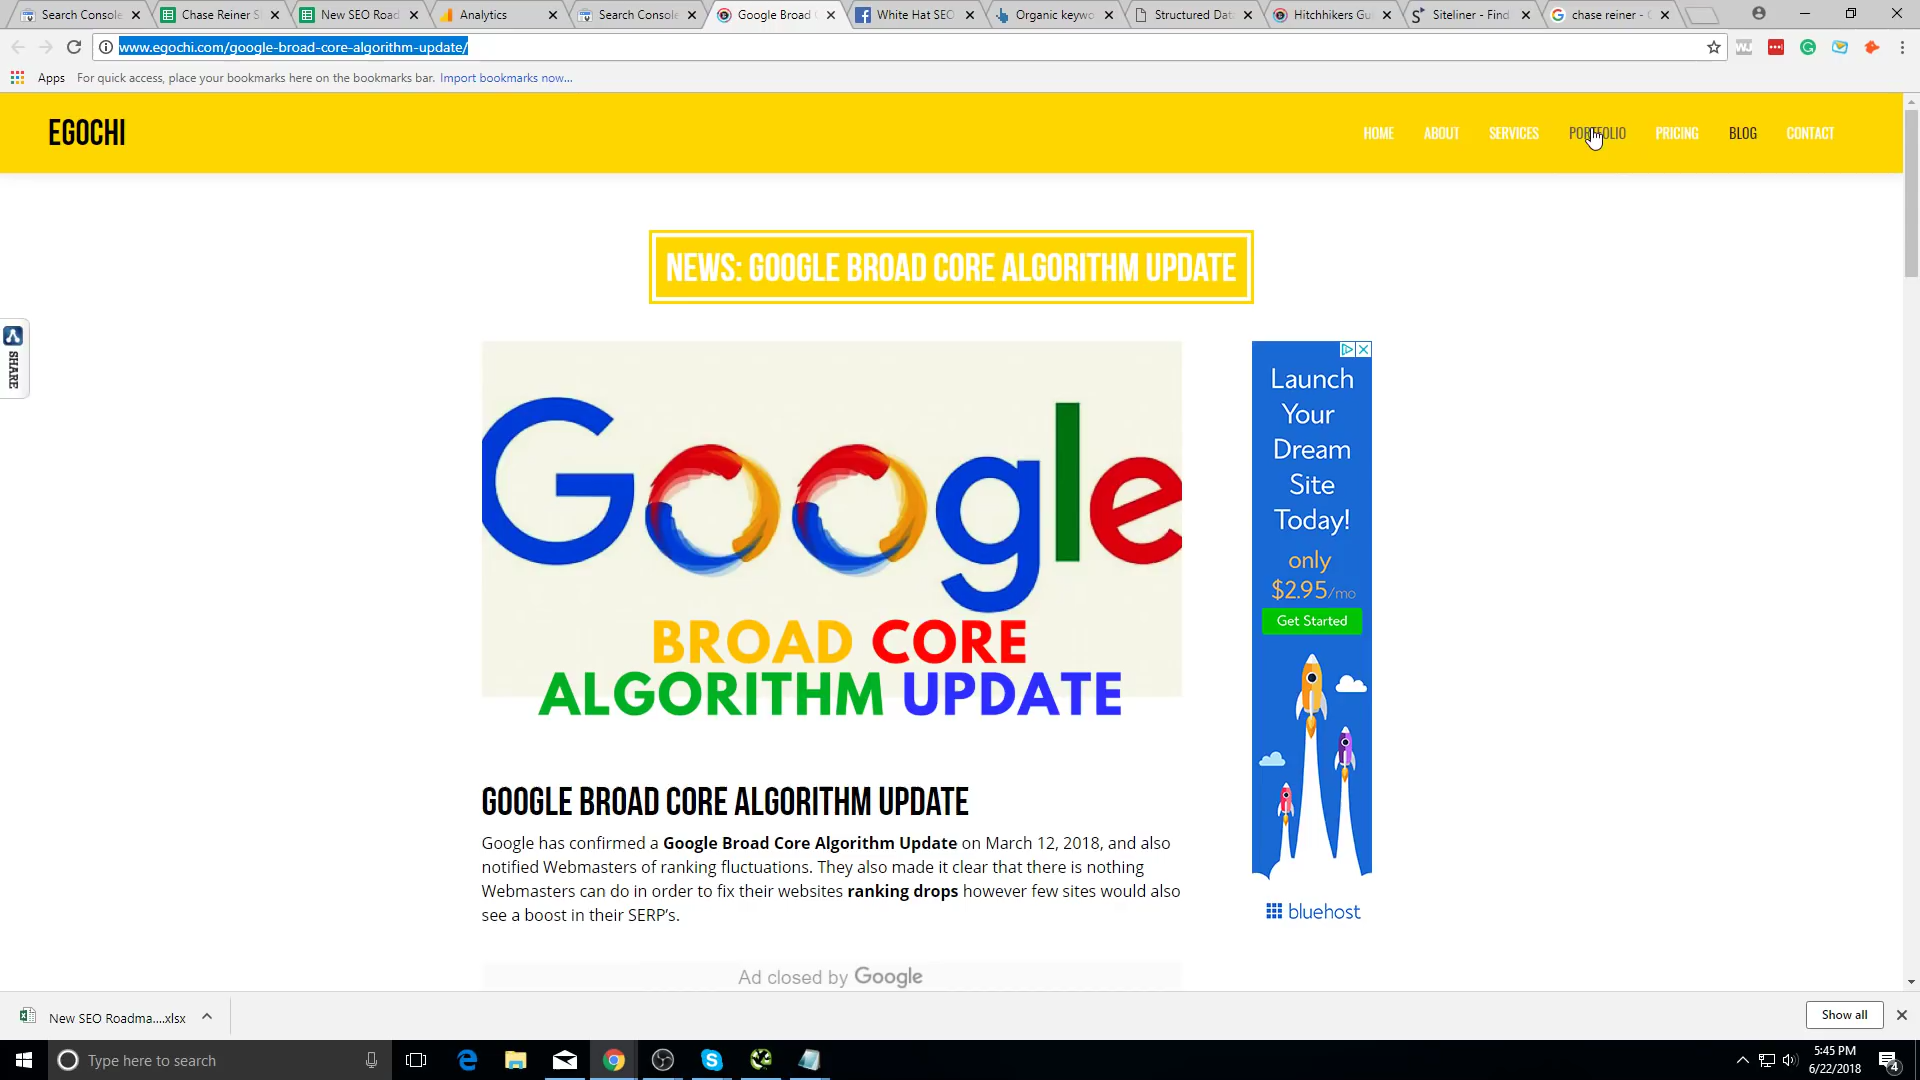 Search Console
Chase Reiner S
New SEO Road
Analytics
Search Console
Google Broad C
White Hat SEO
Organic keywo
Structured Dat
Hitchhikers Gu
Siteliner - Find
chase reiner -
www.egochi.com/google-broad-core-algorithm-update/
Apps For quick access, place your bookmarks here on the bookmarks bar. Import bookmarks now...
EGOCHI
HOME ABOUT SERVICES PORTFOLIO PRICING BLOG CONTACT
NEWS: GOOGLE BROAD CORE ALGORITHM UPDATE
SHARE
Google
BROAD CORE
ALGORITHM UPDATE
Launch
Your
Dream
Site
Today!
only
$2.95/mo
Get Started
bluehost
GOOGLE BROAD CORE ALGORITHM UPDATE
Google has confirmed a Google Broad Core Algorithm Update on March 12, 2018, and also
notified Webmasters of ranking fluctuations. They also made it clear that there is nothing
Webmasters can do in order to fix their websites ranking drops however few sites would also
see a boost in their SERP's.
Ad closed by Google
New SEO Roadma....xlsx
Show all
Type here to search
5:45 PM
6/22/2018
4